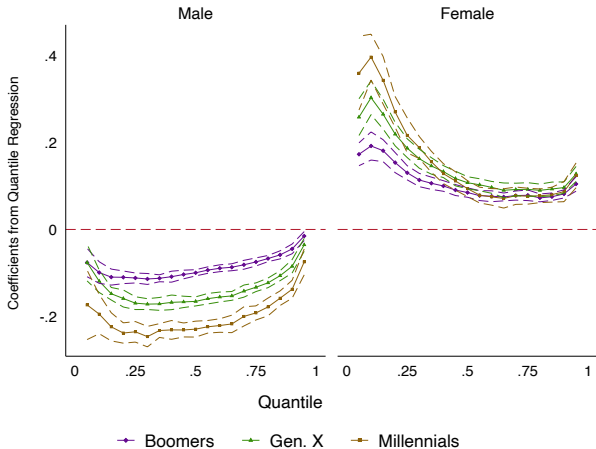 Male Female
Coefficients from Quantile Regression
.4
.2
0
-.2
0 .25 .5 .75 1 0 .25 .5 .75 1
Quantile
Boomers Gen. X Millennials